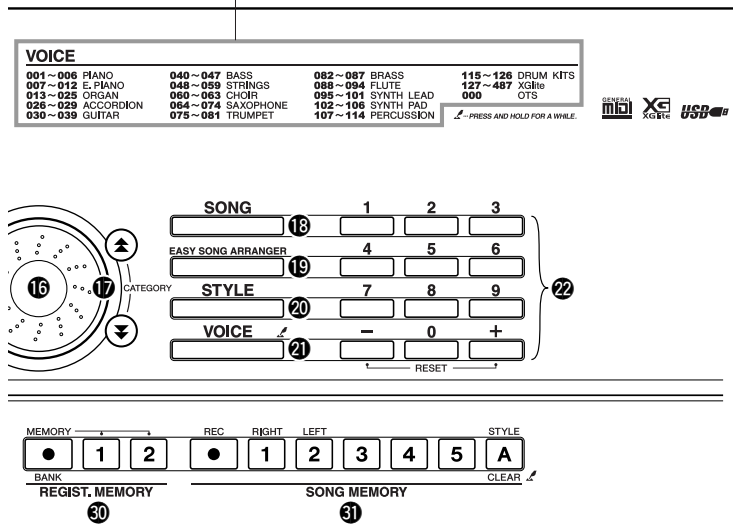 VOICE
001～006 PIANO 040～047 BASS 082～087 BRASS 115～126 DRUM KITS
007～012 E. PIANO 048～059 STRINGS 088～094 FLUTE 127～487 XGlite
013～025 ORGAN 060～063 CHOIR 095～101 SYNTH LEAD 000 OTS
026～029 ACCORDION 064～074 SAXOPHONE 102～106 SYNTH PAD
030～039 GUITAR 075～081 TRUMPET 107～114 PERCUSSION ···PRESS AND HOLD FOR A WHILE.
GENERAL MIDI XG XGlite USB
SONG 1 2 3
⓲
EASY SONG ARRANGER 4 5 6
⓰ ⓱ CATEGORY ⓳ ㉒
STYLE 7 8 9
⓴
VOICE － 0 ＋
㉑
RESET
MEMORY REC RIGHT LEFT STYLE
● 1 2 ● 1 2 3 4 5 A
BANK CLEAR
REGIST. MEMORY SONG MEMORY
㉚ ㉛